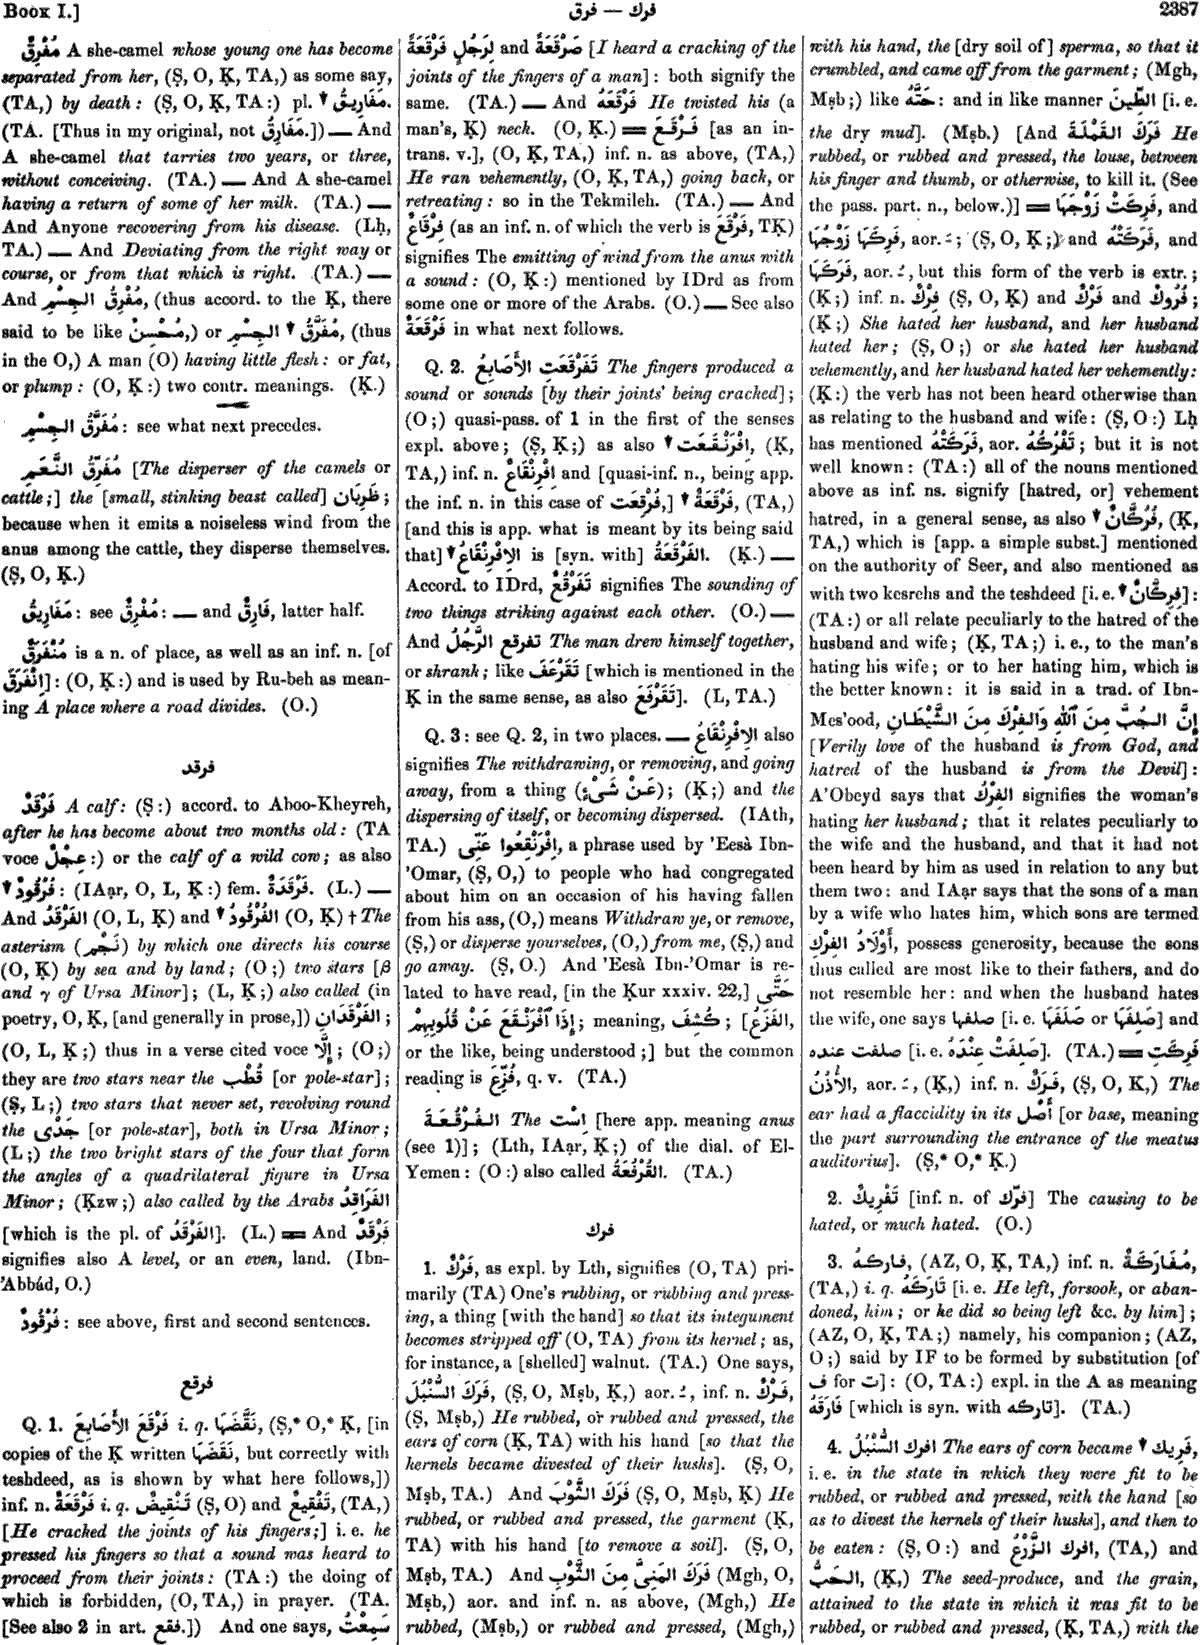 Book I.]
فرق — فرك
2387
مُفْرِقٌ A she-camel whose young one has become
separated from her, (Ṣ, O, Ḳ, TA,) as some say,
(TA,) by death: (Ṣ, O, Ḳ, TA:) pl. ↓ مَفَارِيقُ.
(TA. [Thus in my original, not مَفَارِقُ.]) — And
A she-camel that tarries two years, or three,
without conceiving. (TA.) — And A she-camel
having a return of some of her milk. (TA.) —
And Anyone recovering from his disease. (Lḥ,
TA.) — And Deviating from the right way or
course, or from that which is right. (TA.) —
And مُفْرِقُ الجِسْمِ, (thus accord. to the Ḳ, there
said to be like مُحْسِنٌ,) or ↓ مُفَرَّقُ الجِسْمِ, (thus
in the O,) A man (O) having little flesh: or fat,
or plump: (O, Ḳ:) two contr. meanings. (Ḳ.)
مُفَرَّقُ الجِسْمِ: see what next precedes.
مُفَرِّقُ النَّعَمِ [The disperser of the camels or
cattle;] the [small, stinking beast called] ظَرِبَان;
because when it emits a noiseless wind from the
anus among the cattle, they disperse themselves.
(Ṣ, O, Ḳ.)
مَفَارِيقُ: see مُفْرِقٌ: — and فَارِقٌ, latter half.
مُنْفَرَقٌ is a n. of place, as well as an inf. n. [of
اِنْفَرَقَ]: (O, Ḳ:) and is used by Ru-beh as mean-
ing A place where a road divides. (O.)
فرقد
فَرْقَدٌ A calf: (Ṣ:) accord. to Aboo-Kheyreh,
after he has become about two months old: (TA
voce عِجْلٌ:) or the calf of a wild cow; as also
↓ فُرْقُودٌ: (IAạr, O, L, Ḳ:) fem. فَرْقَدَةٌ. (L.) —
And الفَرْقَدُ (O, L, Ḳ) and ↓ الفُرْقُودُ (O, Ḳ) † The
asterism (نَجْم) by which one directs his course
(O, Ḳ) by sea and by land; (O;) two stars [β
and γ of Ursa Minor]; (L, Ḳ;) also called (in
poetry, O, Ḳ, [and generally in prose,]) الفَرْقَدَانِ;
(O, L, Ḳ;) thus in a verse cited voce إِلَّا; (O;)
they are two stars near the قُطْب [or pole-star];
(Ṣ, L;) two stars that never set, revolving round
the جَدْى [or pole-star], both in Ursa Minor;
(L;) the two bright stars of the four that form
the angles of a quadrilateral figure in Ursa
Minor; (Ḳzw;) also called by the Arabs الفَرَاقِدُ
[which is the pl. of الفَرْقَدُ]. (L.) ═ And فَرْقَدٌ
signifies also A level, or an even, land. (Ibn-
'Abbád, O.)
فُرْقُودٌ: see above, first and second sentences.
فرقع
Q. 1. فَرْقَعَ الأَصَابِعَ i. q. نَقَّضَهَا, (Ṣ,* O,* Ḳ, [in
copies of the Ḳ written نَقَضَهَا, but correctly with
teshdeed, as is shown by what here follows,])
inf. n. فَرْقَعَةٌ i. q. تَنْقِيضٌ (Ṣ, O) and تَفْقِيعٌ, (TA,)
[He cracked the joints of his fingers;] i. e. he
pressed his fingers so that a sound was heard to
proceed from their joints: (TA:) the doing of
which is forbidden, (O, TA,) in prayer. (TA.
[See also 2 in art. فقع.]) And one says, سَمِعْتُ
لِرَجُلٍ فَرْقَعَةً and صَرْقَعَةً [I heard a cracking of the
joints of the fingers of a man]: both signify the
same. (TA.) — And فَرْقَعَهُ He twisted his (a
man's, Ḳ) neck. (O, Ḳ.) ═ فَرْقَعَ [as an in-
trans. v.], (O, Ḳ, TA,) inf. n. as above, (TA,)
He ran vehemently, (O, Ḳ, TA,) going back, or
retreating: so in the Tekmileh. (TA.) — And
فِرْقَاعٌ (as an inf. n. of which the verb is فَرْقَعَ, TḲ)
signifies The emitting of wind from the anus with
a sound: (O, Ḳ:) mentioned by IDrd as from
some one or more of the Arabs. (O.) — See also
فَرْقَعَةٌ in what next follows.
Q. 2. تَفَرْقَعَتِ الأَصَابِعُ The fingers produced a
sound or sounds [by their joints' being cracked];
(O;) quasi-pass. of 1 in the first of the senses
expl. above; (Ṣ, Ḳ;) as also ↓ اِفْرَنْقَعَت, (Ḳ,
TA,) inf. n. اِفْرِنْقَاعٌ and [quasi-inf. n., being app.
the inf. n. in this case of فُرْقِعَت,] ↓ فَرْقَعَةٌ, (TA,)
[and this is app. what is meant by its being said
that] ↓ الاِفْرِنْقَاعُ is [syn. with] الفَرْقَعَةُ. (Ḳ.) —
Accord. to IDrd, تَفَرْقُعٌ signifies The sounding of
two things striking against each other. (O.) —
And تفرقع الرَّجُلُ The man drew himself together,
or shrank; like تَقَرْعَفَ [which is mentioned in the
Ḳ in the same sense, as also تَقَرْفَعَ]. (L, TA.)
Q. 3: see Q. 2, in two places. — الاِفْرِنْقَاعُ also
signifies The withdrawing, or removing, and going
away, from a thing (عَنْ شَىْءٍ); (Ḳ;) and the
dispersing of itself, or becoming dispersed. (IAth,
TA.) اِفْرَنْقِعُوا عَنِّى, a phrase used by 'Eesà Ibn-
'Omar, (Ṣ, O,) to people who had congregated
about him on an occasion of his having fallen
from his ass, (O,) means Withdraw ye, or remove,
(Ṣ,) or disperse yourselves, (O,) from me, (Ṣ,) and
go away. (Ṣ, O.) And 'Eesà Ibn-'Omar is re-
lated to have read, [in the Ḳur xxxiv. 22,] حَتَّى
إِذَا ٱفْرَنْقَعَ عَنْ قُلُوبِهِمْ; meaning, كُشِفَ; [الفَزَعُ,
or the like, being understood;] but the common
reading is فُزِّعَ, q. v. (TA.)
الفُرْقُعَةَ The اِسْت [here app. meaning anus
(see 1)]; (Lth, IAạr, Ḳ;) of the dial. of El-
Yemen: (O:) also called القُرْفُعَةُ. (TA.)
فرك
1. فَرْكٌ, as expl. by Lth, signifies (O, TA) pri-
marily (TA) One's rubbing, or rubbing and press-
ing, a thing [with the hand] so that its integument
becomes stripped off (O, TA) from its kernel; as,
for instance, a [shelled] walnut. (TA.) One says,
فَرَكَ السُّنْبُلَ, (Ṣ, O, Mṣb, Ḳ,) aor. ـُ, inf. n. فَرْكٌ,
(Ṣ, Mṣb,) He rubbed, or rubbed and pressed, the
ears of corn (Ḳ, TA) with his hand [so that the
kernels became divested of their husks]. (Ṣ, O,
Mṣb, TA.) And فَرَكَ الثَّوْبَ (Ṣ, O, Mṣb, Ḳ) He
rubbed, or rubbed and pressed, the garment (Ḳ,
TA) with his hand [to remove a soil]. (Ṣ, O,
Mṣb, TA.) And فَرَكَ المَنِىَّ مِنَ الثَّوْبِ (Mgh, O,
Mṣb,) aor. and inf. n. as above, (Mgh,) He
rubbed, (Mṣb,) or rubbed and pressed, (Mgh,)
with his hand, the [dry soil of] sperma, so that it
crumbled, and came off from the garment; (Mgh,
Mṣb;) like حَتَّهُ: and in like manner الطِّينَ [i. e.
the dry mud]. (Mṣb.) [And فَرَكَ القَمْلَةَ He
rubbed, or rubbed and pressed, the louse, between
his finger and thumb, or otherwise, to kill it. (See
the pass. part. n., below.)] ═ فَرِكَتْ زَوْجَهَا, and
فَرِكَهَا زَوْجُهَا, aor. ـَ; (Ṣ, O, Ḳ;) and فَرَكَتْهُ, and
فَرَكَهَا, aor. ـُ, but this form of the verb is extr.;
(Ḳ;) inf. n. فِرْكٌ (Ṣ, O, Ḳ) and فَرْكٌ and فُرُوكٌ;
(Ḳ;) She hated her husband, and her husband
hated her; (Ṣ, O;) or she hated her husband
vehemently, and her husband hated her vehemently:
(Ḳ:) the verb has not been heard otherwise than
as relating to the husband and wife: (Ṣ, O:) Lḥ
has mentioned فَرَكَتْهُ, aor. تَفْرُكُهُ; but it is not
well known: (TA:) all of the nouns mentioned
above as inf. ns. signify [hatred, or] vehement
hatred, in a general sense, as also ↓ فُرُكَّانٌ, (Ḳ,
TA,) which is [app. a simple subst.] mentioned
on the authority of Seer, and also mentioned as
with two kesrehs and the teshdeed [i. e. ↓ فِرِكَّانٌ]:
(TA:) or all relate peculiarly to the hatred of the
husband and wife; (Ḳ, TA;) i. e., to the man's
hating his wife; or to her hating him, which is
the better known: it is said in a trad. of Ibn-
Mes'ood, إِنَّ الحُبَّ مِنَ ٱللّٰهِ وَالفِرْكَ مِنَ الشَّيْطَانِ
[Verily love of the husband is from God, and
hatred of the husband is from the Devil]:
A'Obeyd says that الفِرْكُ signifies the woman's
hating her husband; that it relates peculiarly to
the wife and the husband, and that it had not
been heard by him as used in relation to any but
them two: and IAạr says that the sons of a man
by a wife who hates him, which sons are termed
أَوْلَادُ الفِرْكِ, possess generosity, because the sons
thus called are most like to their fathers, and do
not resemble her: and when the husband hates
the wife, one says صلفها [i. e. صَلَفَهَا or صَلِفَهَا] and
صلفت عنده [i. e. صَلِفَتْ عِنْدَهُ]. (TA.) ═ فَرِكَتِ
الأُذُنُ, aor. ـَ, (Ḳ,) inf. n. فَرَكٌ, (Ṣ, O, Ḳ,) The
ear had a flaccidity in its أَصْل [or base, meaning
the part surrounding the entrance of the meatus
auditorius]. (Ṣ,* O,* Ḳ.)
2. تَفْرِيكٌ [inf. n. of فرّك] The causing to be
hated, or much hated. (O.)
3. فاركهُ, (AZ, O, Ḳ, TA,) inf. n. مُفَارَكَةٌ,
(TA,) i. q. تَارَكَهُ [i. e. He left, forsook, or aban-
doned, him; or he did so being left &c. by him];
(AZ, O, Ḳ, TA;) namely, his companion; (AZ,
O;) said by IF to be formed by substitution [of
ف for ت]: (O, TA:) expl. in the A as meaning
فَارَقَهُ [which is syn. with تاركه]. (TA.)
4. افرك السُّنْبُلُ The ears of corn became ↓ فَرِيك,
i. e. in the state in which they were fit to be
rubbed, or rubbed and pressed, with the hand [so
as to divest the kernels of their husks], and then to
be eaten: (Ṣ, O:) and افرك الزَّرْعُ, (TA,) and
الحَبُّ, (Ḳ,) The seed-produce, and the grain,
attained to the state in which it was fit to be
rubbed, or rubbed and pressed, (Ḳ, TA,) with the